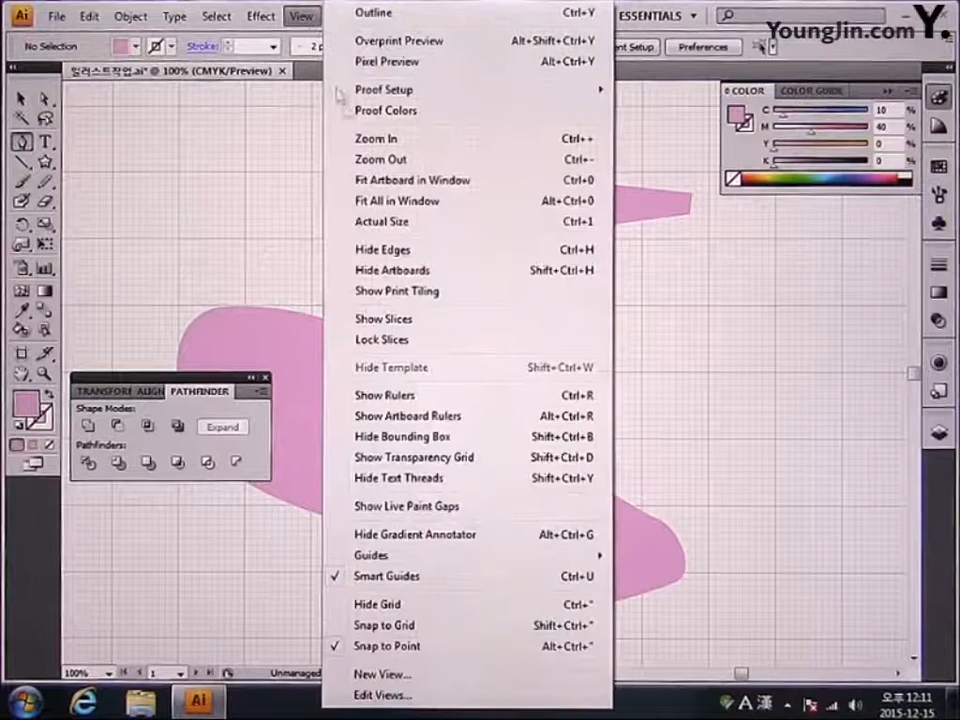 Ai File Edit Object Type Select Effect View ESSENTIALS
Younglin.com Y.
No Selection Stroke: 2 p nt Setup Preferences
일러스트작업.ai* @ 100% (CMYK/Preview)
Outline Ctrl+Y
Overprint Preview Alt+Shift+Ctrl+Y
Pixel Preview Alt+Ctrl+Y
Proof Setup
Proof Colors
Zoom In Ctrl++
Zoom Out Ctrl+-
Fit Artboard in Window Ctrl+0
Fit All in Window Alt+Ctrl+0
Actual Size Ctrl+1
Hide Edges Ctrl+H
Hide Artboards Shift+Ctrl+H
Show Print Tiling
Show Slices
Lock Slices
Hide Template Shift+Ctrl+W
Show Rulers Ctrl+R
Show Artboard Rulers Alt+Ctrl+R
Hide Bounding Box Shift+Ctrl+B
Show Transparency Grid Shift+Ctrl+D
Hide Text Threads Shift+Ctrl+Y
Show Live Paint Gaps
Hide Gradient Annotator Alt+Ctrl+G
Guides
Smart Guides Ctrl+U
Hide Grid Ctrl+"
Snap to Grid Shift+Ctrl+"
Snap to Point Alt+Ctrl+"
New View...
Edit Views...
COLOR COLOR GUIDE
C 10 %
M 40 %
Y 0 %
K 0 %
TRANSFORM ALIGN PATHFINDER
Shape Modes:
Expand
Pathfinders:
100% 1 Unmanaged
Ai A 漢 오후 12:11
2015-12-15